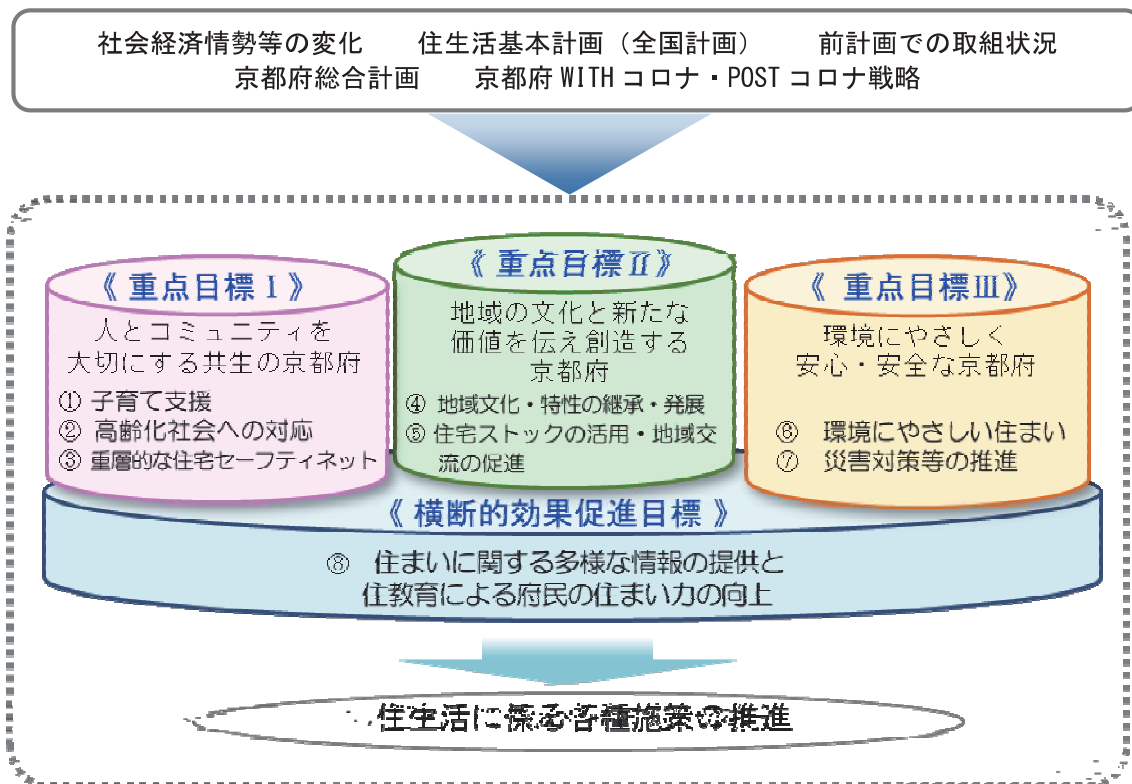 社会経済情勢等の変化　住生活基本計画（全国計画）　前計画での取組状況
京都府総合計画　京都府 WITH コロナ・POST コロナ戦略
《 重点目標Ⅰ 》
人とコミュニティを
大切にする共生の京都府
① 子育て支援
② 高齢化社会への対応
③ 重層的な住宅セーフティネット
《 重点目標Ⅱ 》
地域の文化と新たな
価値を伝え創造する
京都府
④ 地域文化・特性の継承・発展
⑤ 住宅ストックの活用・地域交
流の促進
《 重点目標Ⅲ 》
環境にやさしく
安心・安全な京都府
⑥ 環境にやさしい住まい
⑦ 災害対策等の推進
《 横断的効果促進目標 》
⑧ 住まいに関する多様な情報の提供と
住教育による府民の住まい力の向上
住生活に係る各種施策の推進